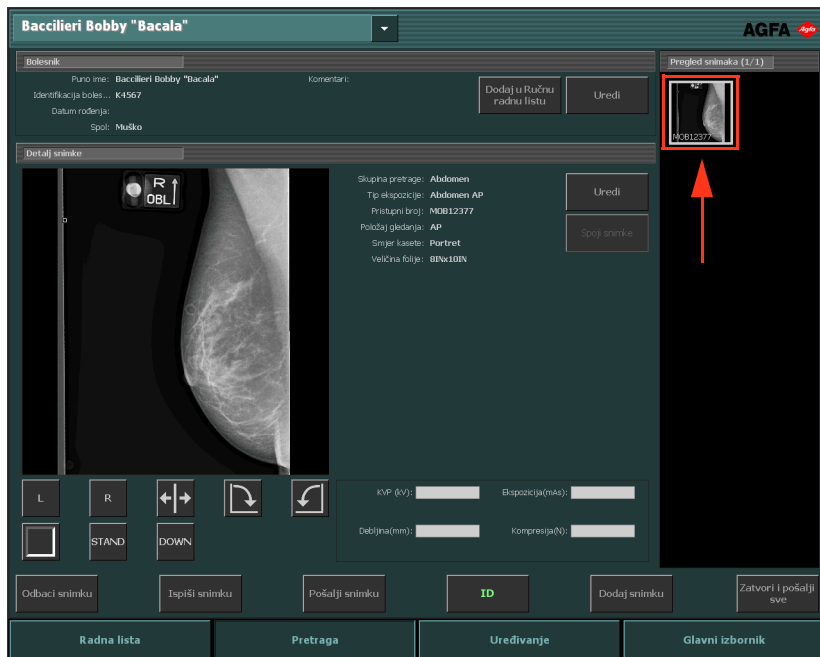 Baccilieri Bobby "Bacala"
AGFA
Agfa
Bolesnik
Puno ime: Baccilieri Bobby "Bacala"
Identifikacija boles... K4567
Datum rođenja:
Spol: Muško
Komentari:
Dodaj u Ručnu
radnu listu
Uredi
Pregled snimaka (1/1)
MOB12377
Detalj snimke
R
OBL
Skupina pretrage: Abdomen
Tip ekspozicije: Abdomen AP
Pristupni broj: MOB12377
Položaj gledanja: AP
Smjer kasete: Portret
Veličina folije: 8INx10IN
Uredi
Spoji snimke
L
R
STAND
DOWN
KVP (kV):
Ekspozicija(mAs):
Debljina(mm):
Kompresija(N):
Odbaci snimku
Ispiši snimku
Pošalji snimku
ID
Dodaj snimku
Zatvori i pošalji
sve
Radna lista
Pretraga
Uređivanje
Glavni izbornik